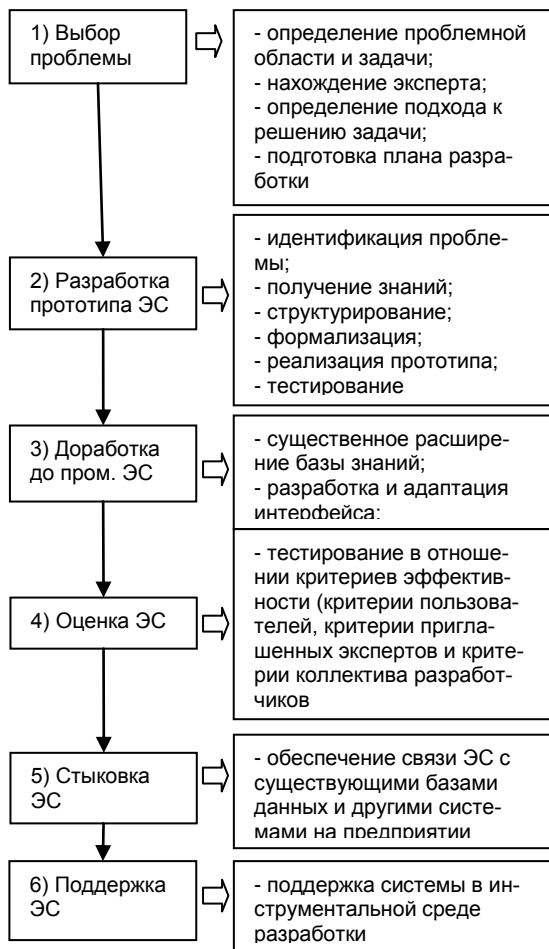 1) Выбор
проблемы
- определение проблемной
области и задачи;
- нахождение эксперта;
- определение подхода к
решению задачи;
- подготовка плана разра-
ботки
2) Разработка
прототипа ЭС
- идентификация пробле-
мы;
- получение знаний;
- структурирование;
- формализация;
- реализация прототипа;
- тестирование
3) Доработка
до пром. ЭС
- существенное расшире-
ние базы знаний;
- разработка и адаптация
интерфейса;
4) Оценка ЭС
- тестирование в отноше-
нии критериев эффектив-
ности (критерии пользова-
телей, критерии пригла-
шенных экспертов и крите-
рии коллектива разработ-
чиков
5) Стыковка
ЭС
- обеспечение связи ЭС с
существующими базами
данных и другими систе-
мами на предприятии
6) Поддержка
ЭС
- поддержка системы в ин-
струментальной среде
разработки